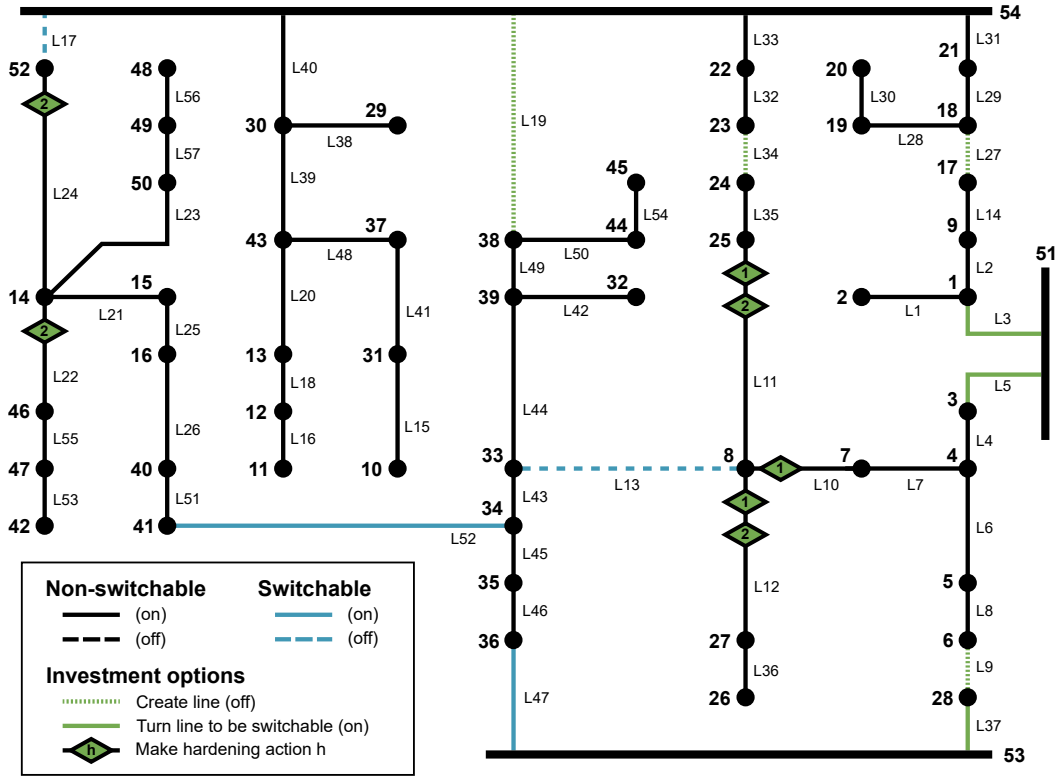 54
L17
L33
L31
52
48
22
20
21
L40
L56
29
L32
L30
L29
2
L19
49
30
23
19
18
L38
L28
L57
L34
L27
50
45
24
17
L24
L39
L23
L54
L35
L14
43
37
38
44
25
9
51
L48
L50
L49
L2
1
14
15
39
32
2
2
1
L21
L42
L1
L3
2
L20
L41
L25
16
13
31
L5
L22
L18
L11
3
46
12
L44
L4
L55
L26
L16
L15
47
40
11
10
33
8
1
7
4
L13
L10
L7
L53
L51
L43
1
42
41
34
2
L52
L6
L45
L12
35
5
L46
L8
36
27
6
L36
L9
26
28
L47
L37
53
Non-switchable
Switchable
(on)
(on)
(off)
(off)
Investment options
Create line (off)
Turn line to be switchable (on)
h
Make hardening action h